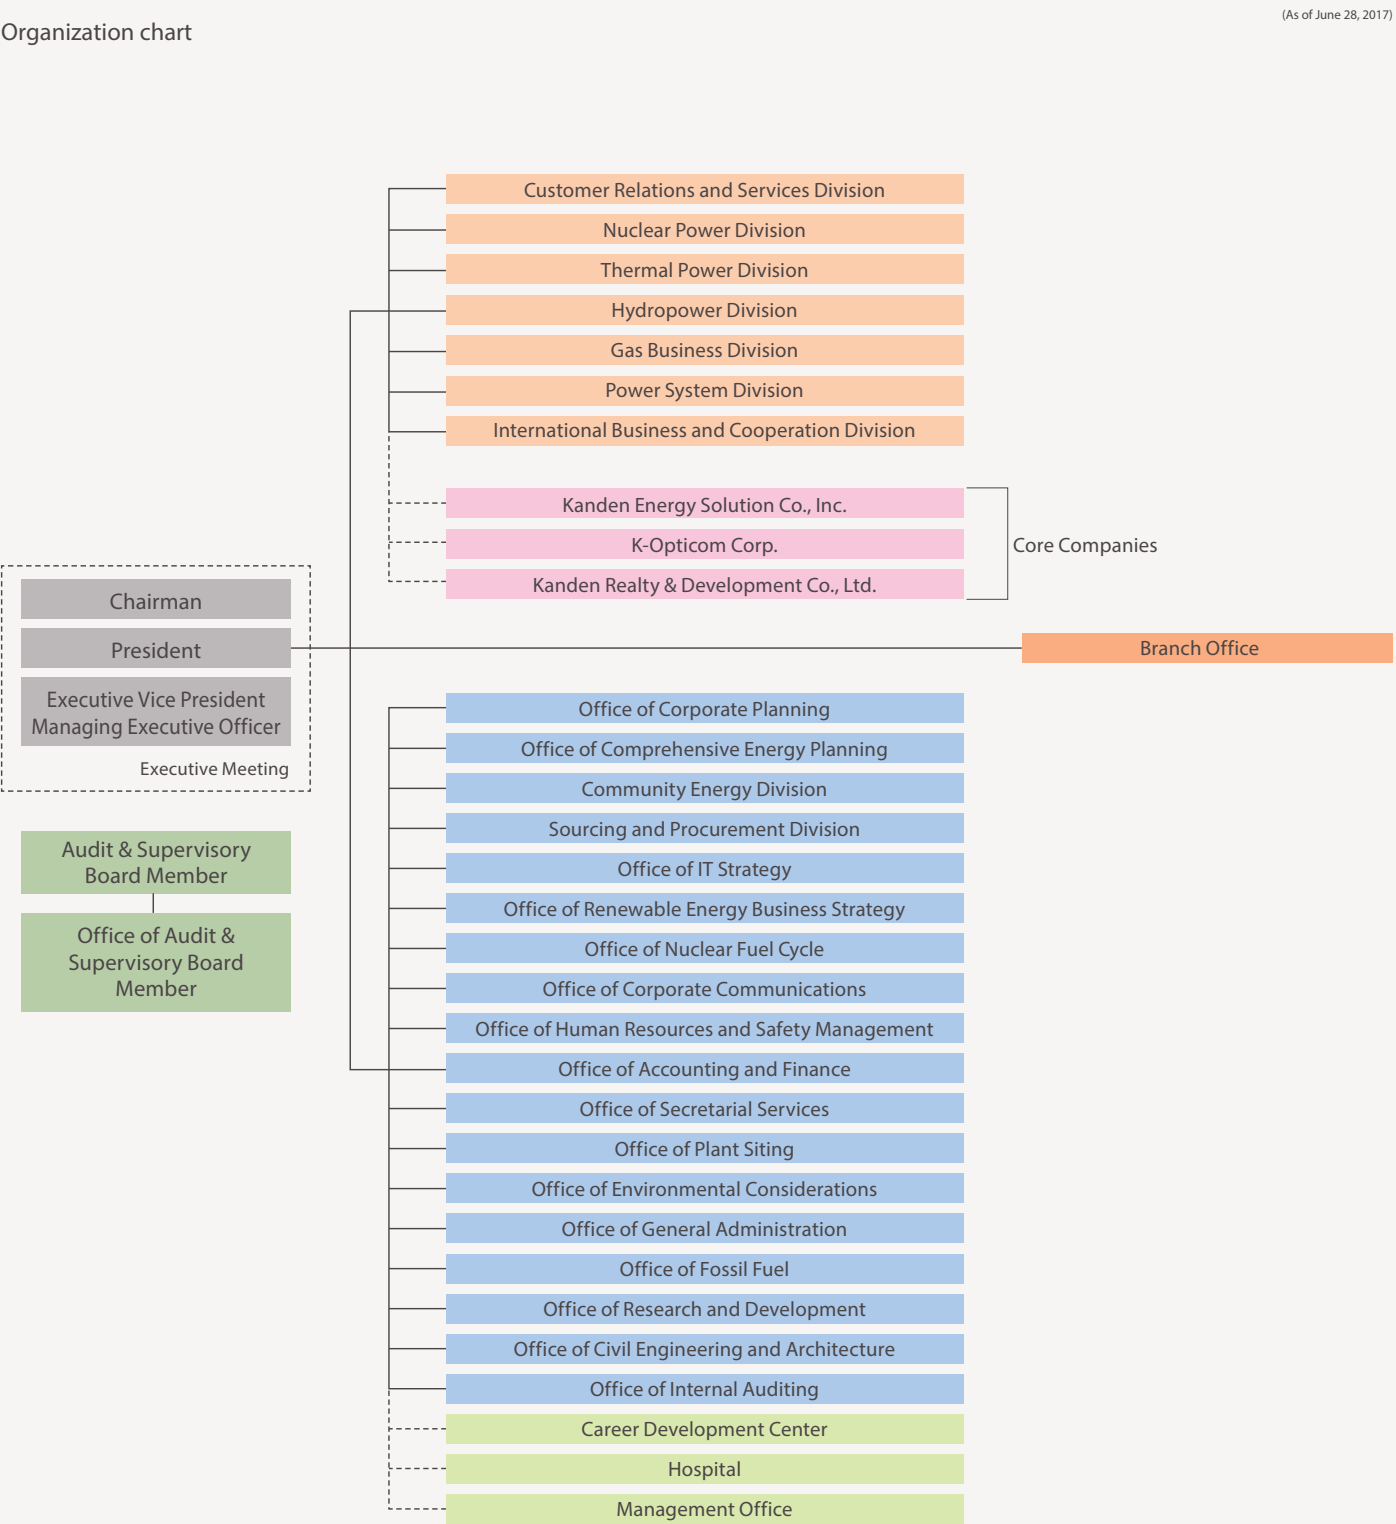 (As of June 28, 2017)
Organization chart
Customer Relations and Services Division
Nuclear Power Division
Thermal Power Division
Hydropower Division
Gas Business Division
Power System Division
International Business and Cooperation Division
Kanden Energy Solution Co., Inc.
K-Opticom Corp.
Core Companies
Kanden Realty & Development Co., Ltd.
Chairman
President
Executive Vice President
Managing Executive Officer
Executive Meeting
Branch Office
Audit & Supervisory
Board Member
Office of Audit &
Supervisory Board
Member
Office of Corporate Planning
Office of Comprehensive Energy Planning
Community Energy Division
Sourcing and Procurement Division
Office of IT Strategy
Office of Renewable Energy Business Strategy
Office of Nuclear Fuel Cycle
Office of Corporate Communications
Office of Human Resources and Safety Management
Office of Accounting and Finance
Office of Secretarial Services
Office of Plant Siting
Office of Environmental Considerations
Office of General Administration
Office of Fossil Fuel
Office of Research and Development
Office of Civil Engineering and Architecture
Office of Internal Auditing
Career Development Center
Hospital
Management Office